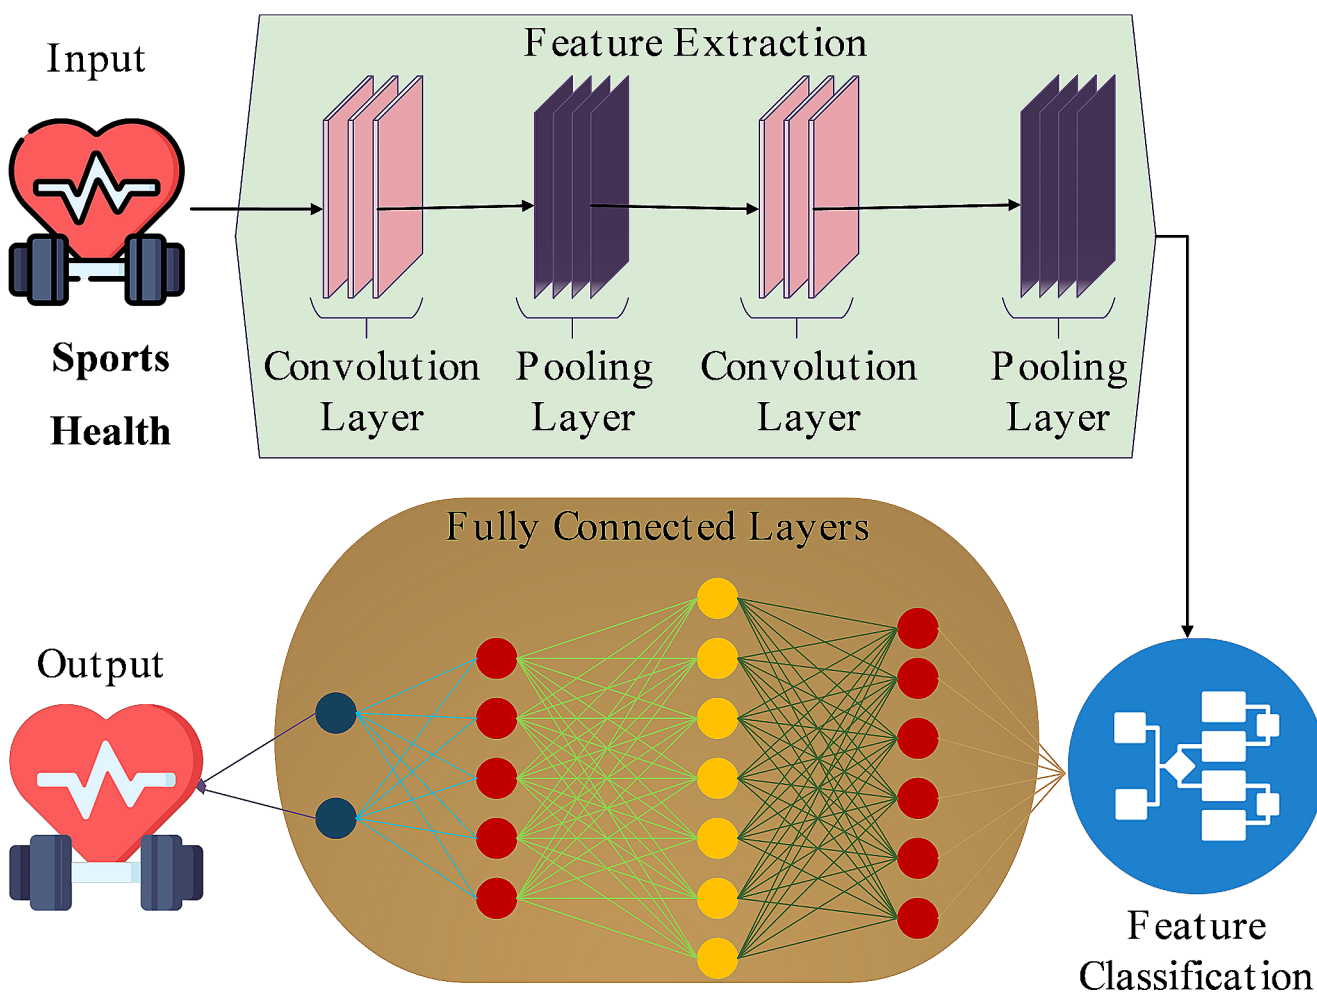 Input
Sports
Health
Feature Extraction
Convolution
Layer
Pooling
Layer
Convolution
Layer
Pooling
Layer
Fully Connected Layers
Output
Feature
Classification